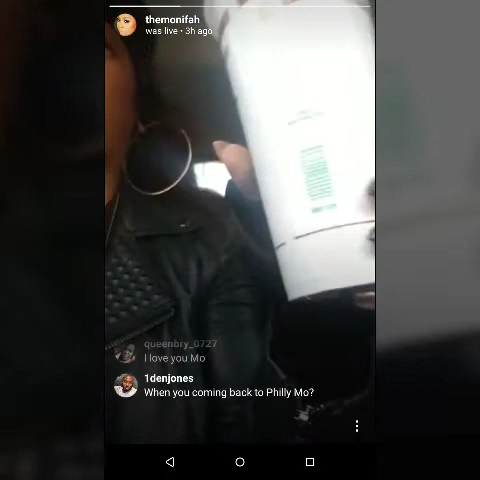 themonifah
was live • 3h ago
queenbry_0727
I love you Mo
1denjones
When you coming back to Philly Mo?